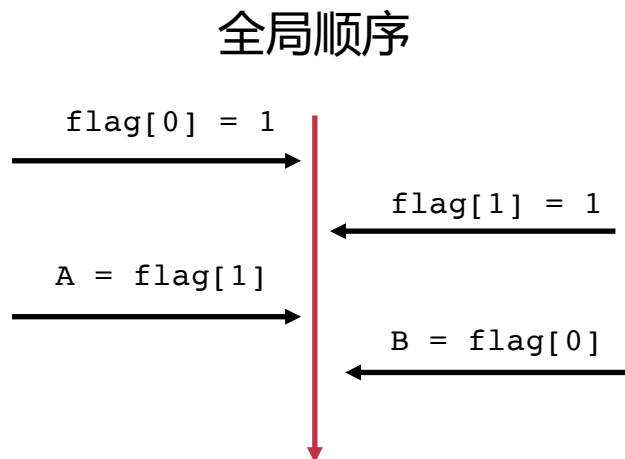 全局顺序
flag[0] = 1
flag[1] = 1
A = flag[1]
B = flag[0]